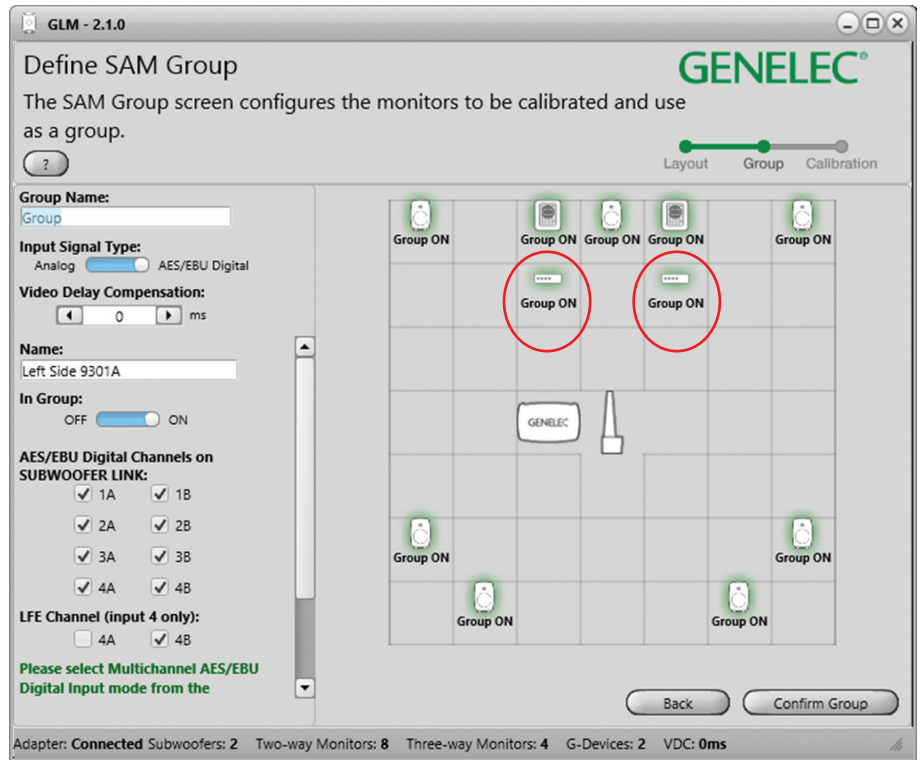 GLM - 2.1.0
Define SAM Group
GENELEC®
The SAM Group screen configures the monitors to be calibrated and use
as a group.
?
Layout Group Calibration
Group Name:
Group
Input Signal Type:
Analog AES/EBU Digital
Video Delay Compensation:
0 ms
Name:
Left Side 9301A
In Group:
OFF ON
AES/EBU Digital Channels on
SUBWOOFER LINK:
1A 1B
2A 2B
3A 3B
4A 4B
LFE Channel (input 4 only):
4A 4B
Please select Multichannel AES/EBU
Digital Input mode from the
Group ON Group ON Group ON Group ON Group ON
Group ON Group ON
GENELEC
Group ON Group ON
Group ON Group ON
Back Confirm Group
Adapter: Connected Subwoofers: 2 Two-way Monitors: 8 Three-way Monitors: 4 G-Devices: 2 VDC: 0ms